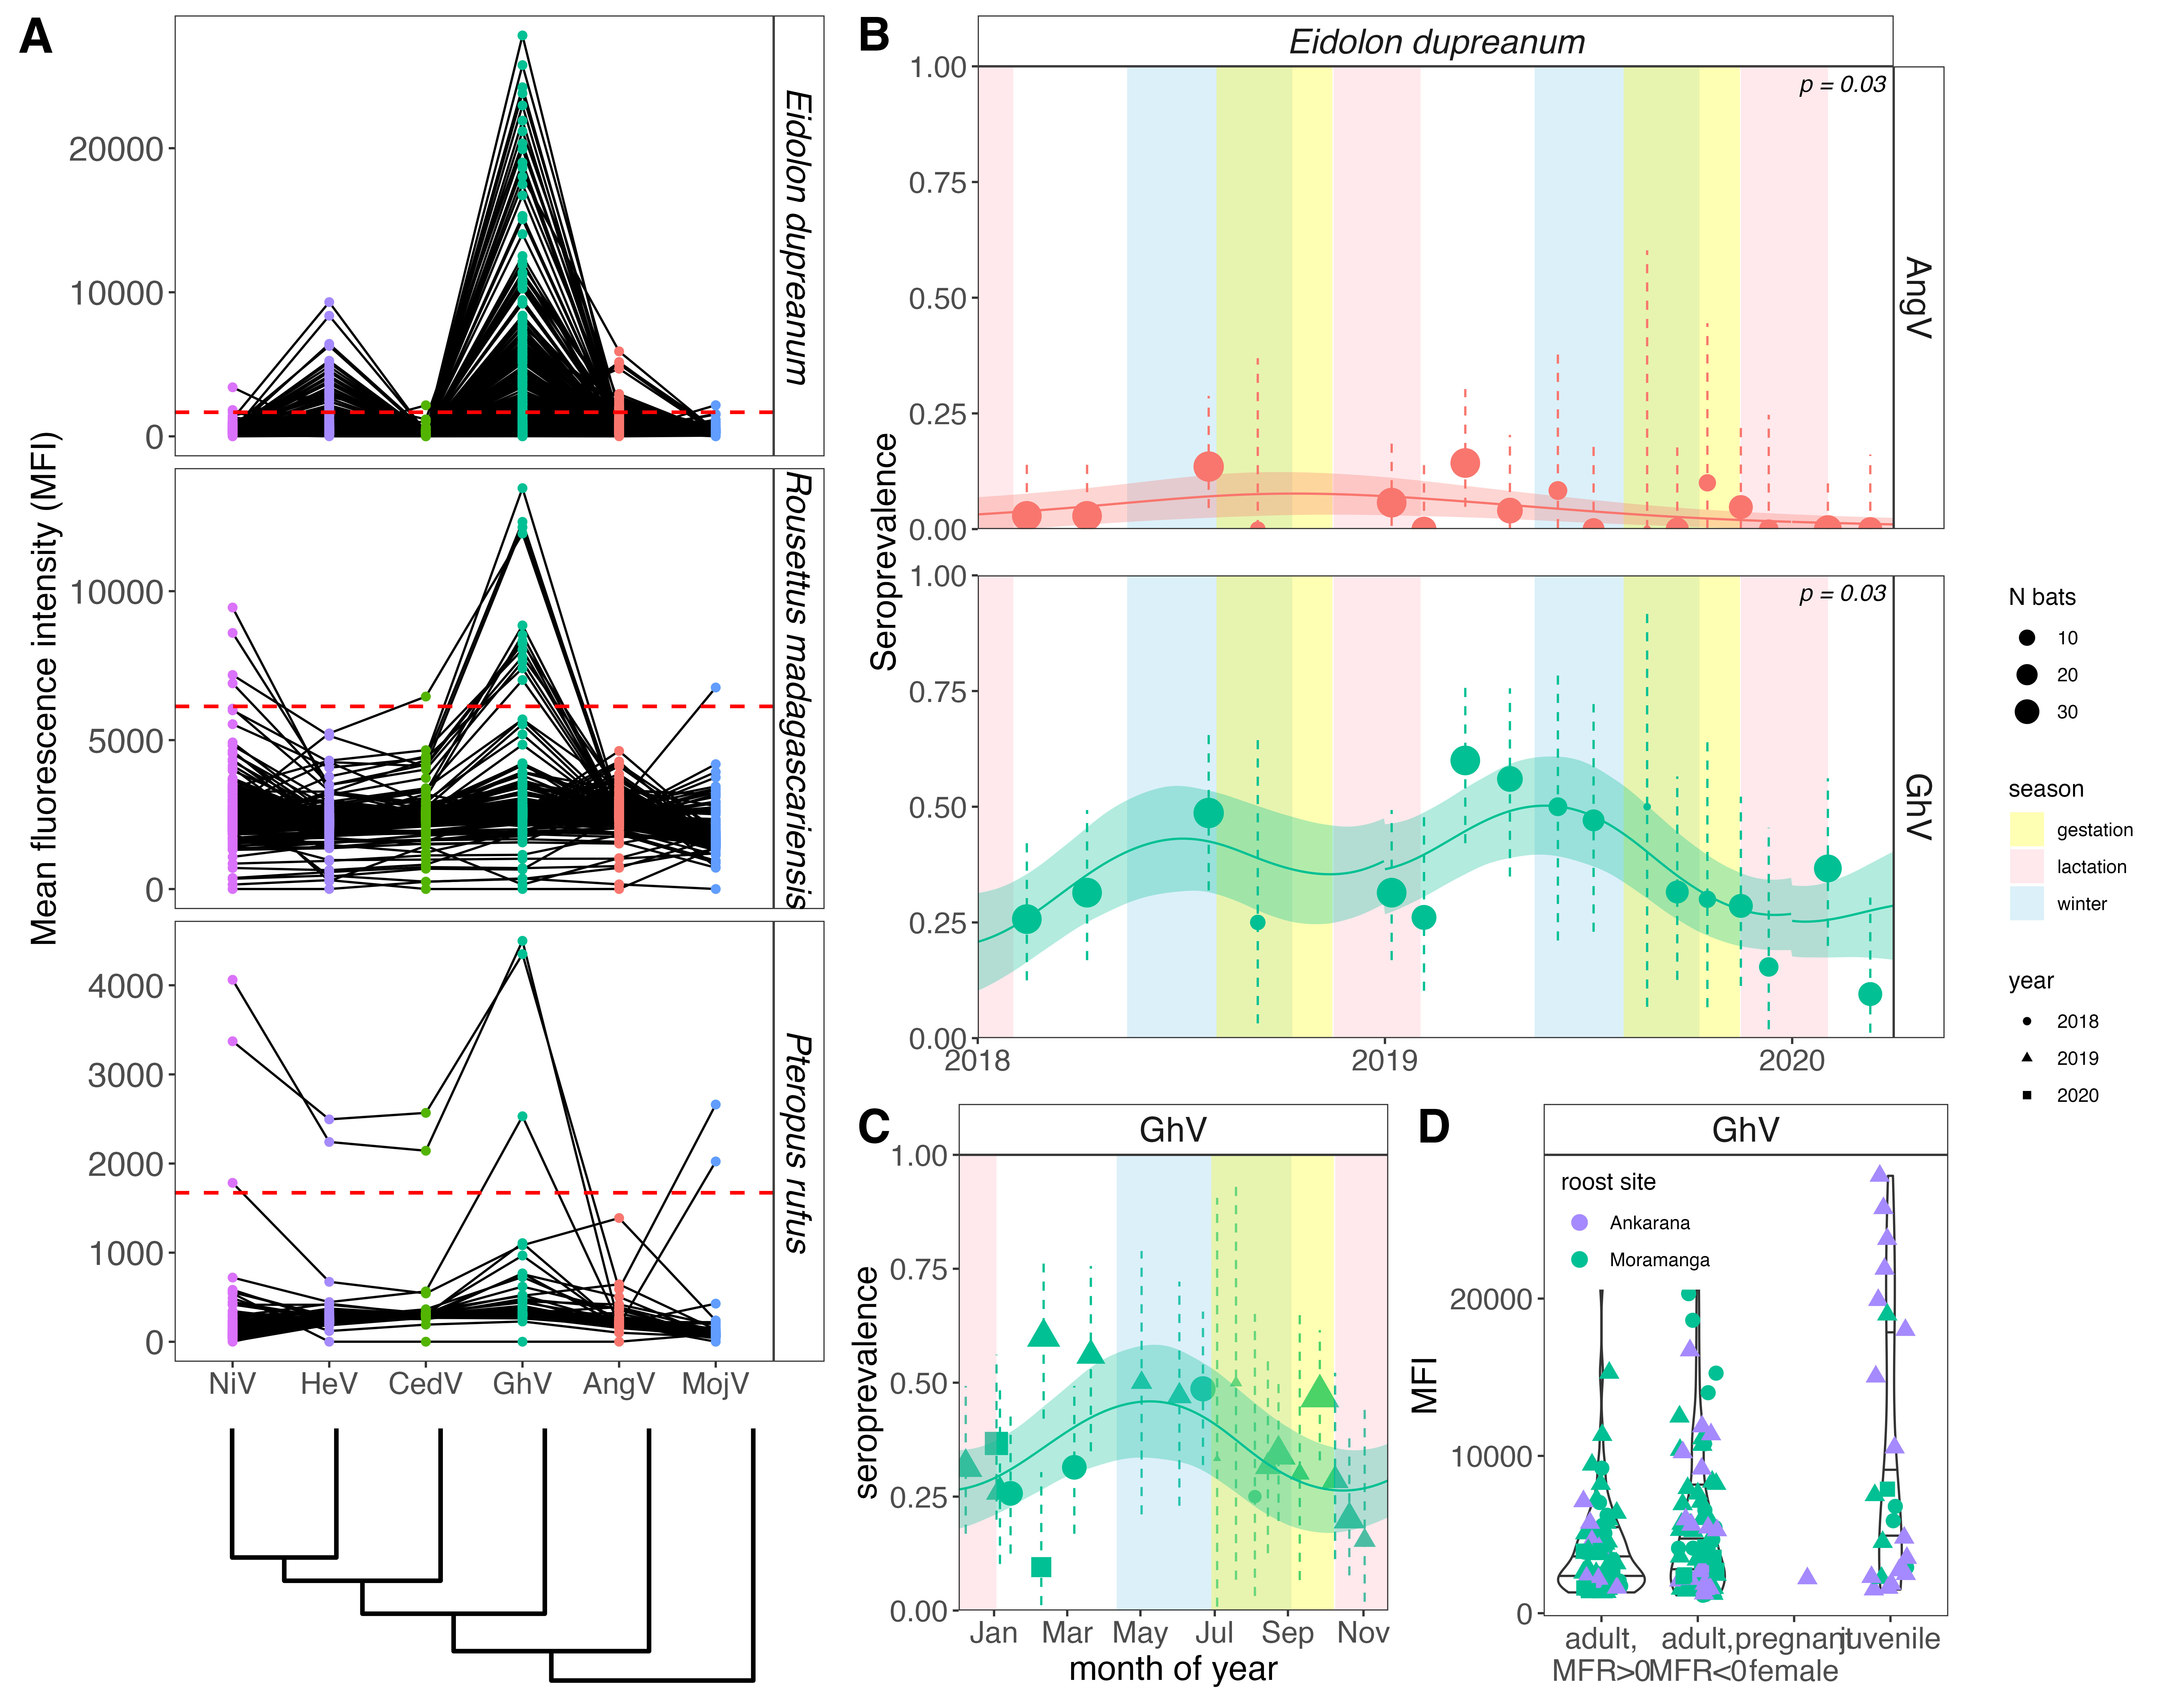 A
Mean fluorescence intensity (MFI)
20000
10000
0
Eidolon dupreanum
10000
5000
0
Rousettus madagascariensis
4000
3000
2000
1000
0
Pteropus rufus
NiV HeV CedV GhV AngV MojV
B
Eidolon dupreanum
Seroprevalence
1.00
0.75
0.50
0.25
0.00
p = 0.03
AngV
1.00
0.75
0.50
0.25
0.00
p = 0.03
GhV
2018 2019 2020
N bats
10
20
30
season
gestation
lactation
winter
year
2018
2019
2020
C
GhV
seroprevalence
1.00
0.75
0.50
0.25
0.00
Jan Mar May Jul Sep Nov
month of year
D
GhV
roost site
Ankarana
Moramanga
MFI
20000
10000
0
adult, adult, pregnant juvenile
MFR>0 MFR<0 female